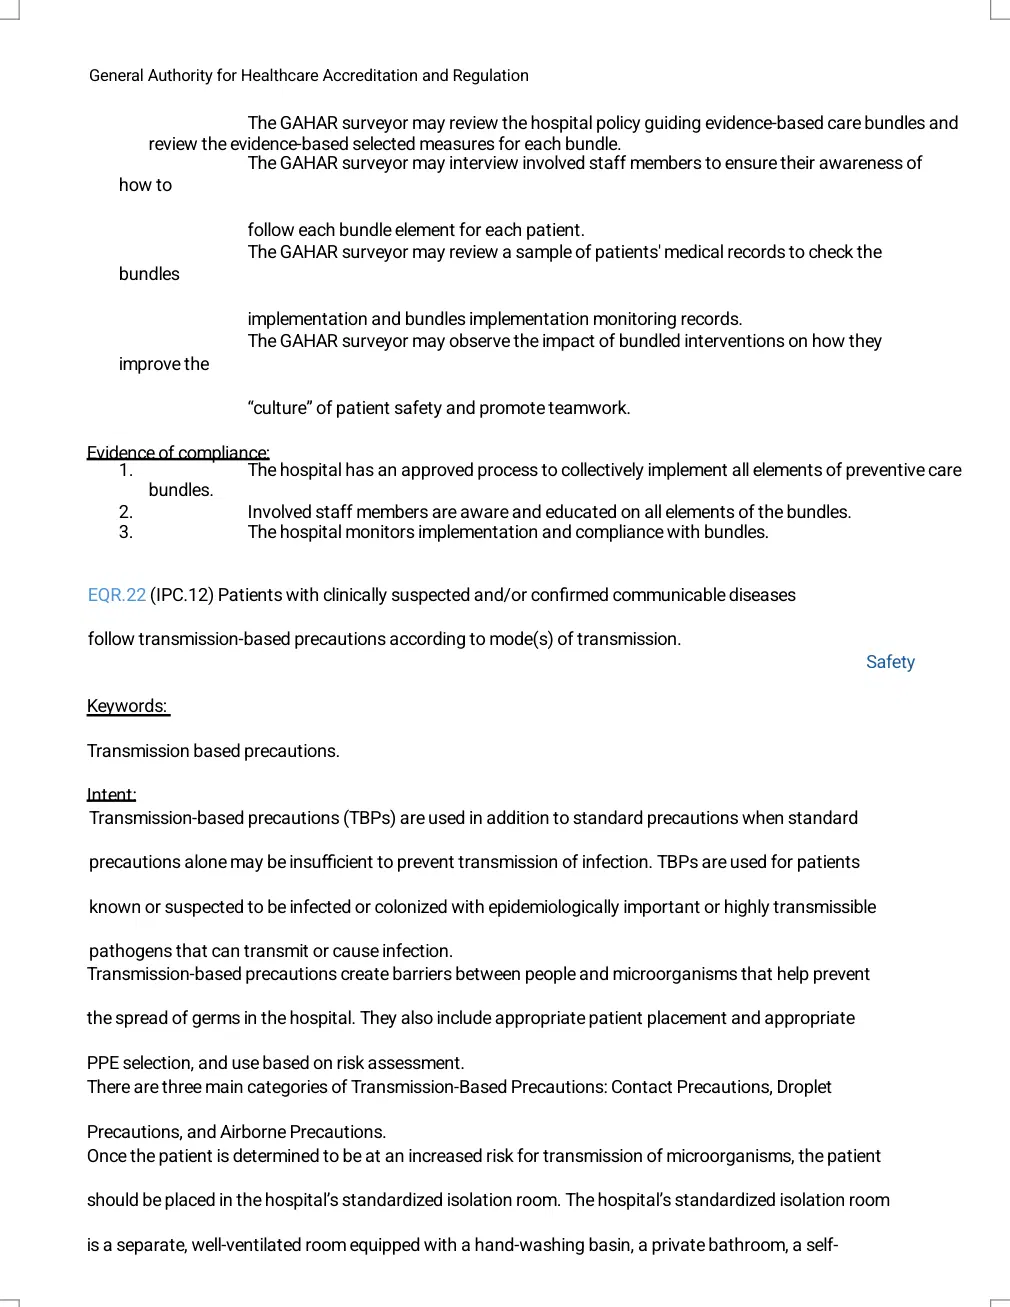 General Authority for Healthcare Accreditation and Regulation
The GAHAR surveyor may review the hospital policy guiding evidence-based care bundles and
review the evidence-based selected measures for each bundle.
The GAHAR surveyor may interview involved staff members to ensure their awareness of
how to
follow each bundle element for each patient.
The GAHAR surveyor may review a sample of patients' medical records to check the
bundles
implementation and bundles implementation monitoring records.
The GAHAR surveyor may observe the impact of bundled interventions on how they
improve the
“culture” of patient safety and promote teamwork.
Evidence of compliance:
1. The hospital has an approved process to collectively implement all elements of preventive care
bundles.
2. Involved staff members are aware and educated on all elements of the bundles.
3. The hospital monitors implementation and compliance with bundles.
EQR.22 (IPC.12) Patients with clinically suspected and/or confirmed communicable diseases
follow transmission-based precautions according to mode(s) of transmission.
Safety
Keywords:
Transmission based precautions.
Intent:
Transmission-based precautions (TBPs) are used in addition to standard precautions when standard
precautions alone may be insufficient to prevent transmission of infection. TBPs are used for patients
known or suspected to be infected or colonized with epidemiologically important or highly transmissible
pathogens that can transmit or cause infection.
Transmission-based precautions create barriers between people and microorganisms that help prevent
the spread of germs in the hospital. They also include appropriate patient placement and appropriate
PPE selection, and use based on risk assessment.
There are three main categories of Transmission-Based Precautions: Contact Precautions, Droplet
Precautions, and Airborne Precautions.
Once the patient is determined to be at an increased risk for transmission of microorganisms, the patient
should be placed in the hospital’s standardized isolation room. The hospital’s standardized isolation room
is a separate, well-ventilated room equipped with a hand-washing basin, a private bathroom, a self-